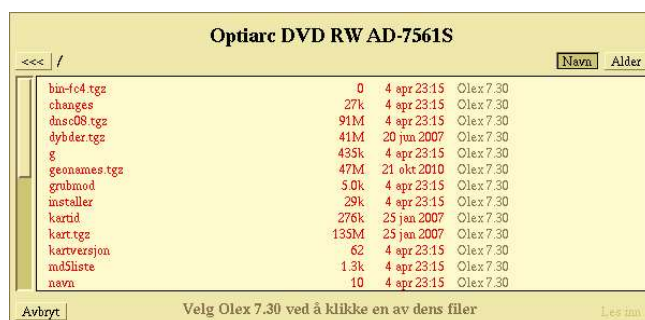 Optiarc DVD RW AD-7561S
<<< / Navn Alder
bin-fc4.tgz 0 4 apr 23:15 Olex 7.30
changes 27k 4 apr 23:15 Olex 7.30
dnsc08.tgz 91M 4 apr 23:15 Olex 7.30
dybder.tgz 41M 20 jun 2007 Olex 7.30
g 435k 4 apr 23:15 Olex 7.30
geonames.tgz 47M 21 okt 2010 Olex 7.30
grubmod 5.0k 4 apr 23:15 Olex 7.30
installer 29k 4 apr 23:15 Olex 7.30
kartid 276k 25 jan 2007 Olex 7.30
kart.tgz 135M 25 jan 2007 Olex 7.30
kartversjon 62 4 apr 23:15 Olex 7.30
md5liste 1.3k 4 apr 23:15 Olex 7.30
navn 10 4 apr 23:15 Olex 7.30
Avbryt Velg Olex 7.30 ved å klikke en av dens filer Les inn